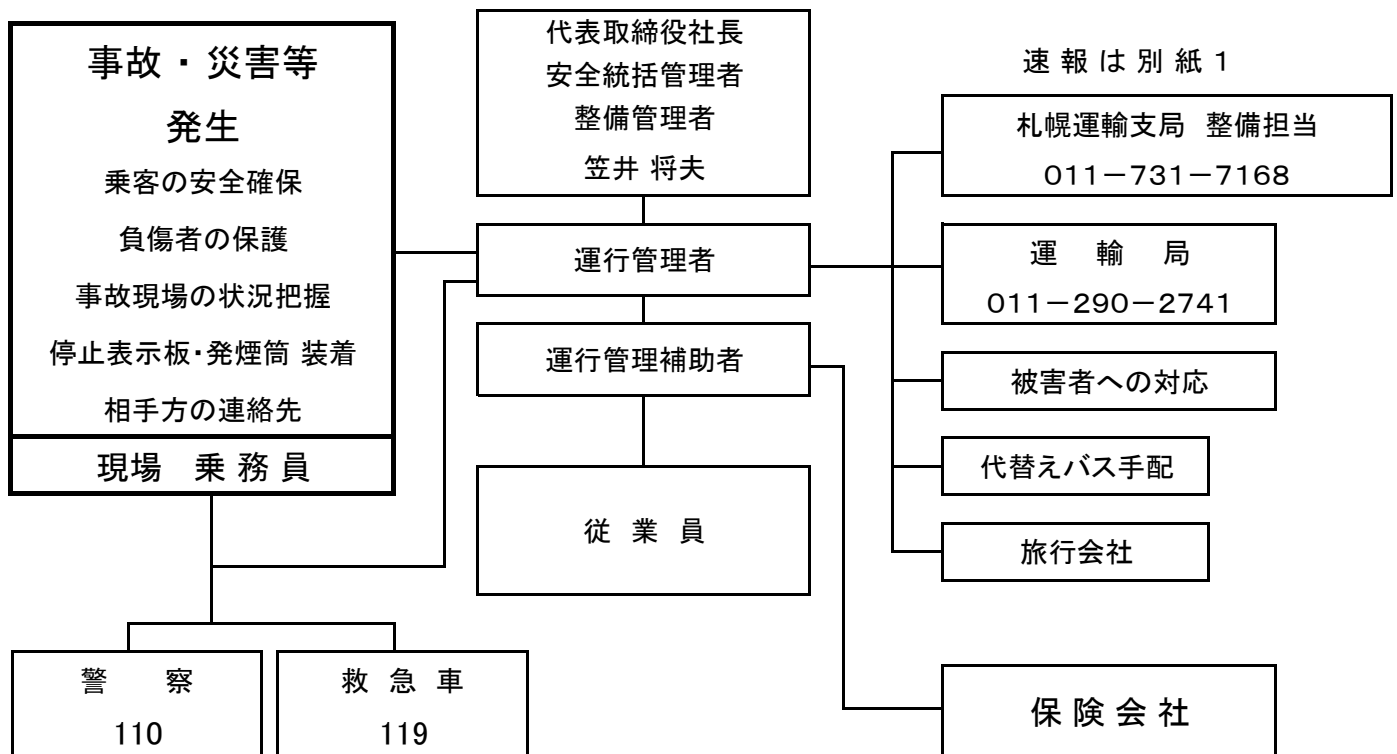 事故・災害等
発生
乗客の安全確保
負傷者の保護
事故現場の状況把握
停止表示板・発煙筒 装着
相手方の連絡先
現場　乗 務 員
警　　察
110
救 急 車
119
代表取締役社長
安全統括管理者
整備管理者
笠井 将夫
運行管理者
運行管理補助者
従 業 員
速 報 は 別 紙 1
札幌運輸支局 整備担当
011－731－7168
運　輸　局
011－290－2741
被害者への対応
代替えバス手配
旅行会社
保 険 会 社